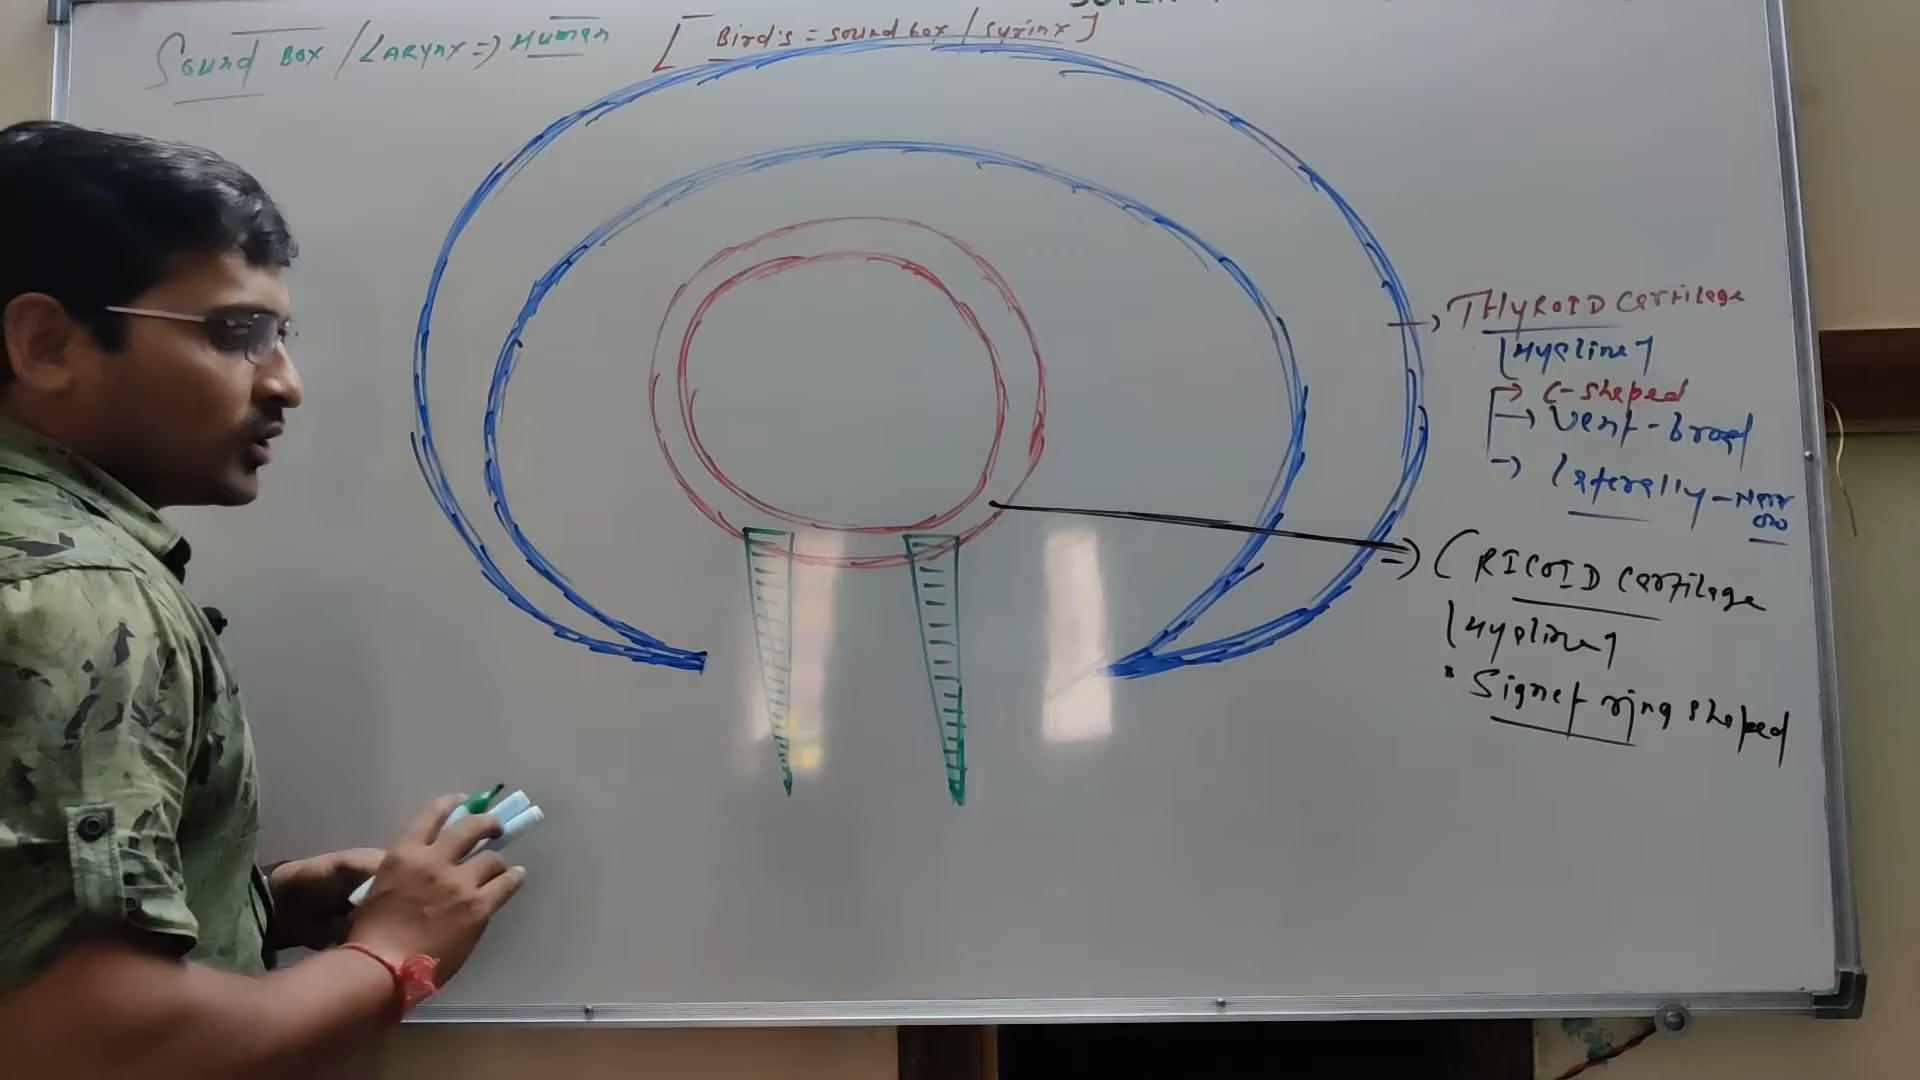 Sound Box / LARYNX => Human [ Bird's = sound box / Syrinx ]
→ THYROID Cartilage
[Hyaline]
→ C-shaped
→ Vent-Broad
→ laterally-Narrow
=> CRICOID Cartilage
[Hyaline]
• Signet ring shaped